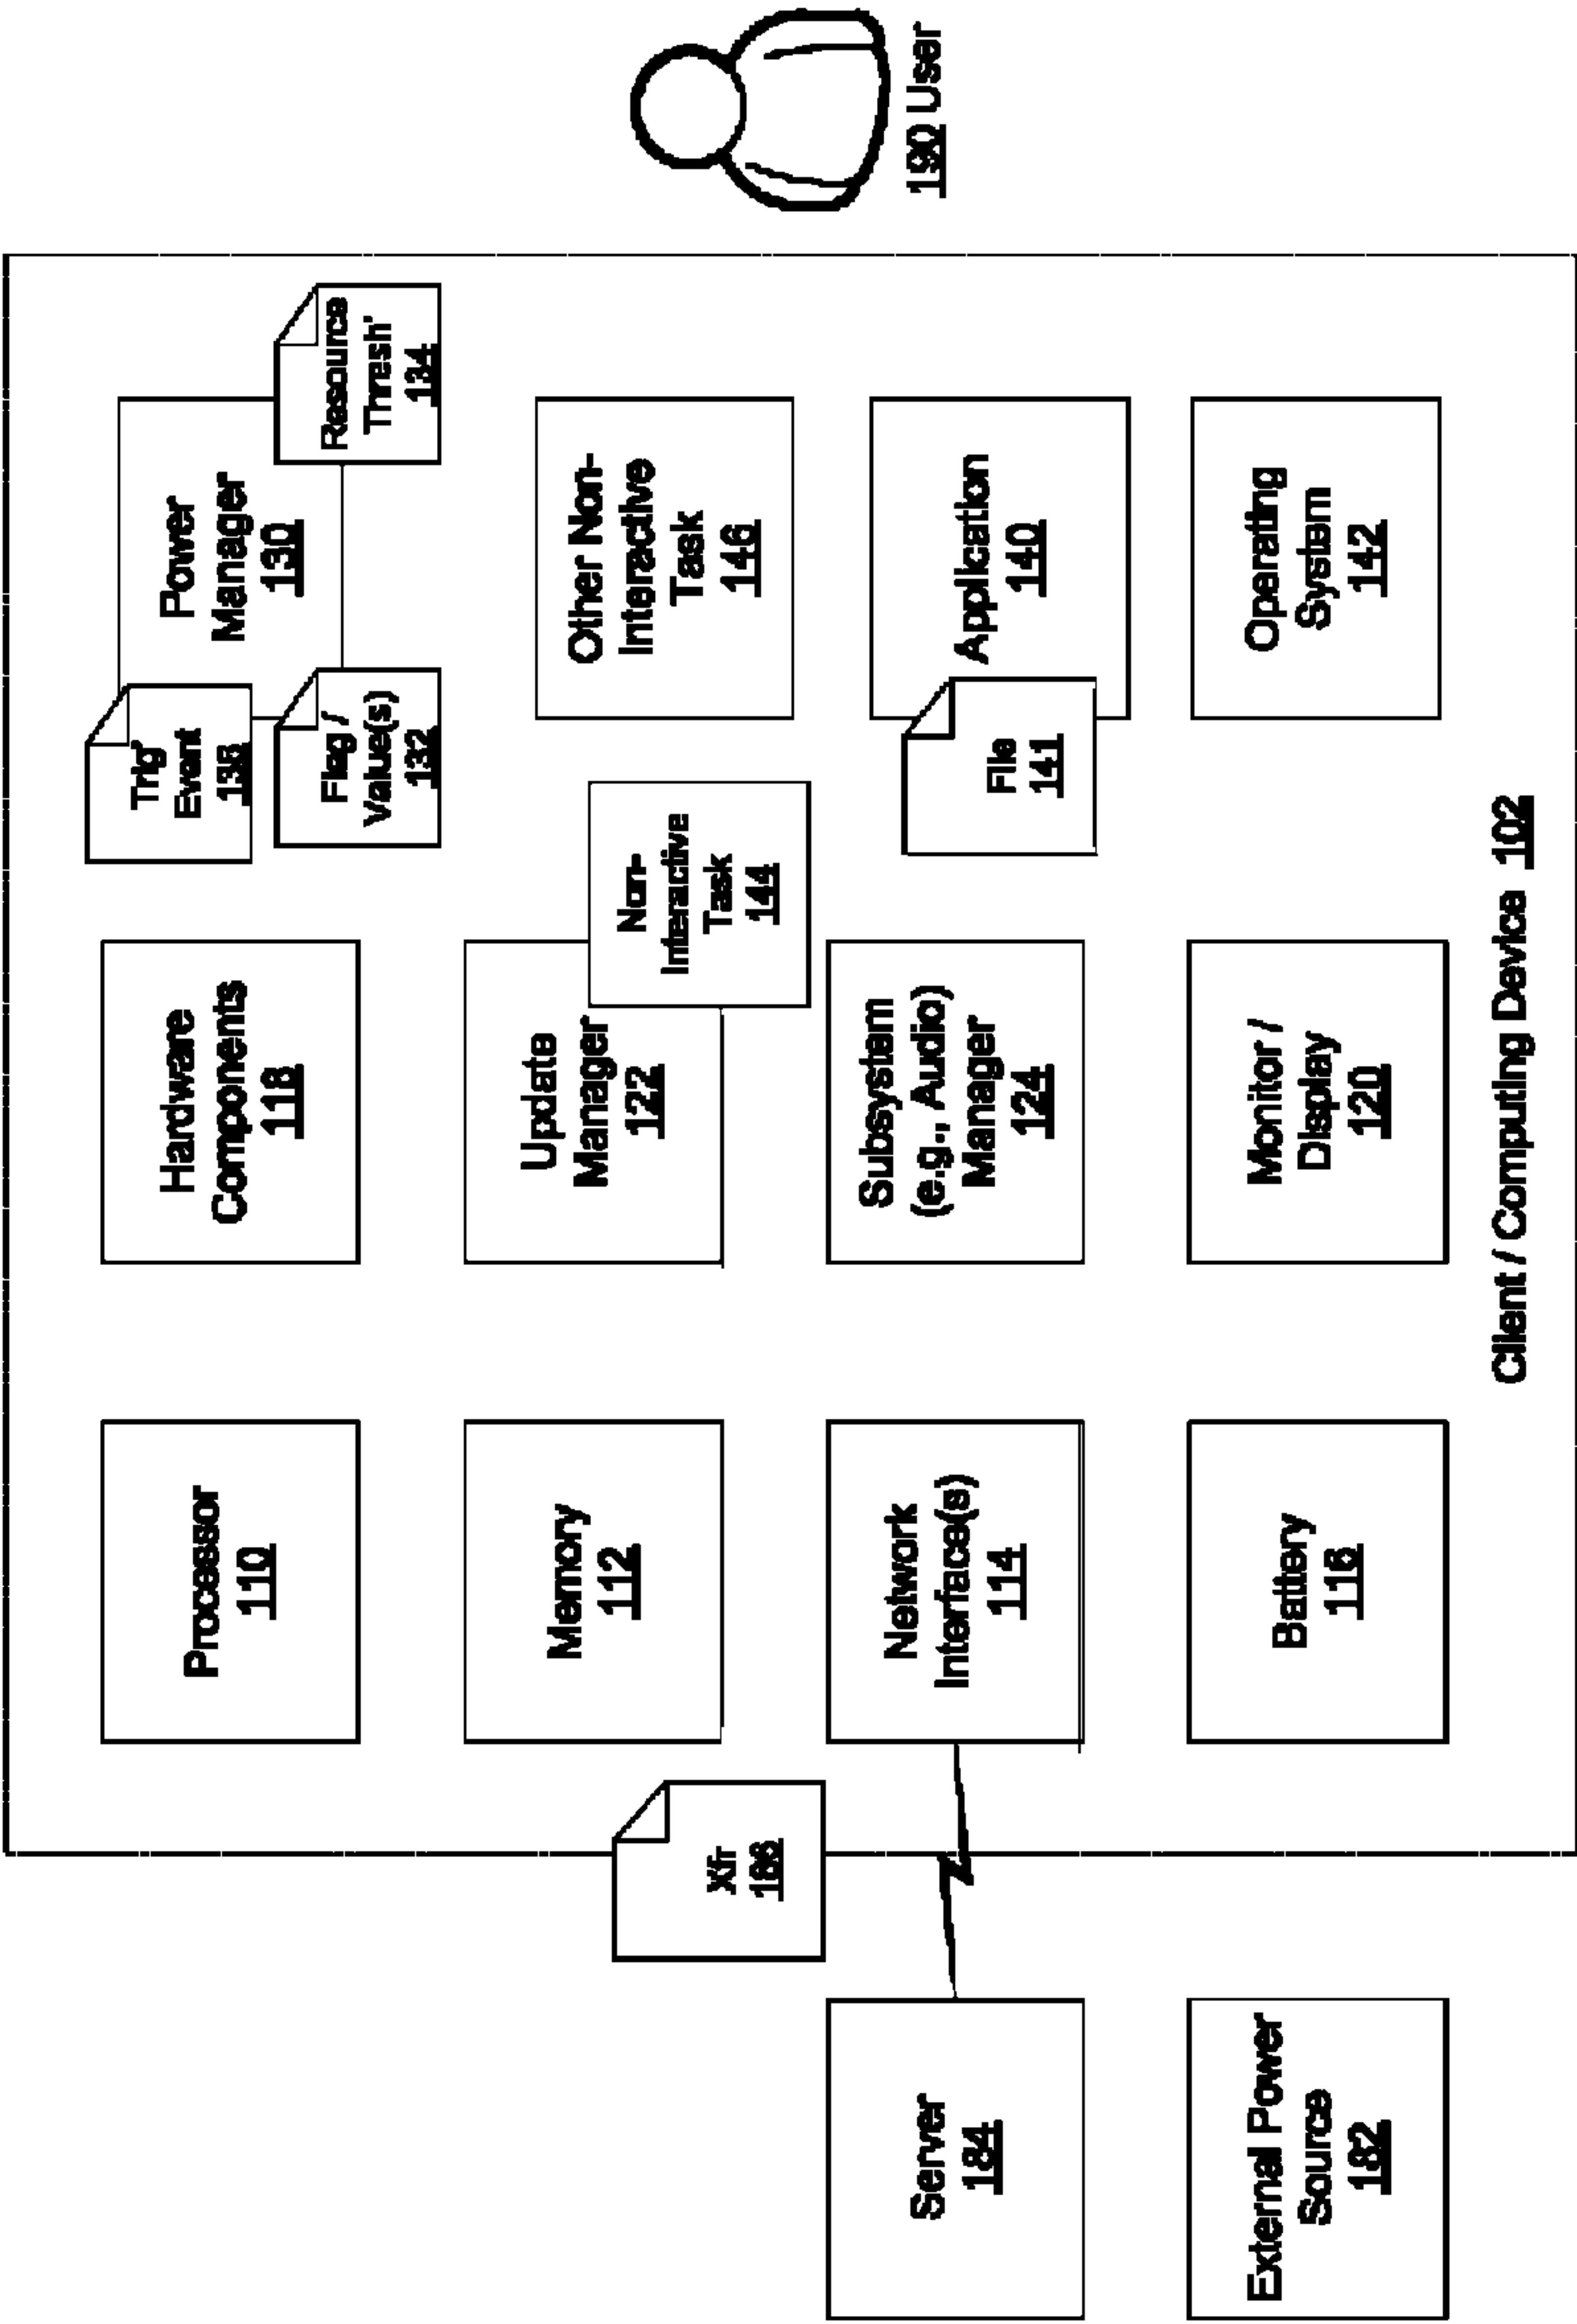 Processor
110
Hardware
Components
118
Trig'
Event
136
Power
Manager
130
Flag /
Value(s)
132
Resource
Thresh'
134
Memory
112
Update
Manager
122
Non-
Interactive
Task
144
Other Non-
Interactive
Task
146
190 User
Xfr
186
Server
184
Network
Interface(s)
114
Subsystem
(e.g., Audio)
Manager
124
File
141
Application
140
External Power
Source
182
Battery
116
Monitor /
Display
120
Operating
System
142
Client / Computing Device 102